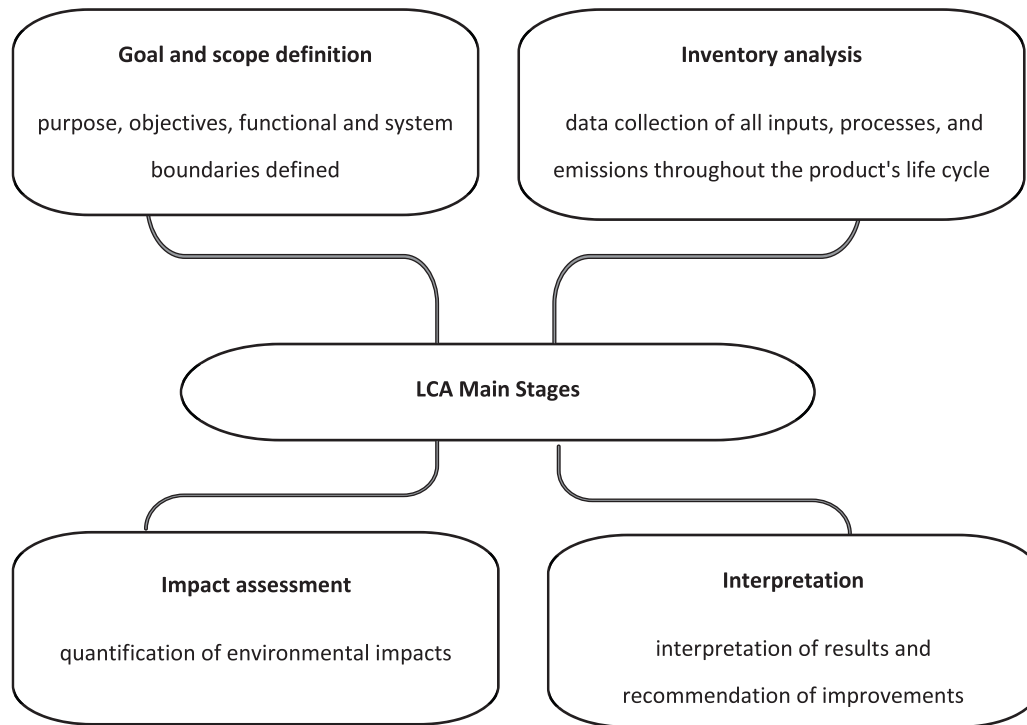 Goal and scope definition
purpose, objectives, functional and system
boundaries defined
Inventory analysis
data collection of all inputs, processes, and
emissions throughout the product's life cycle
LCA Main Stages
Impact assessment
quantification of environmental impacts
Interpretation
interpretation of results and
recommendation of improvements